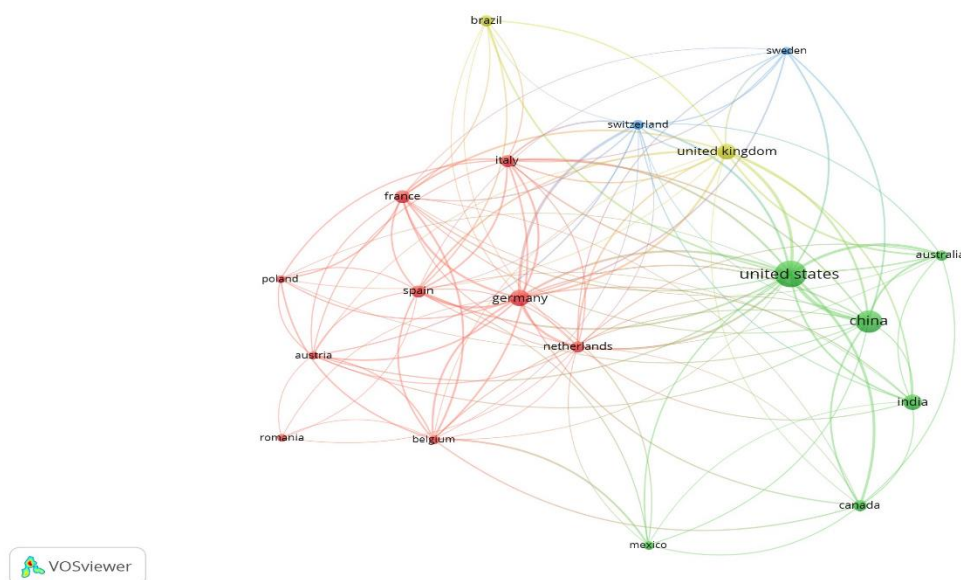 brazil
sweden
switzerland
united kingdom
italy
france
australia
united states
poland
spain
germany
china
netherlands
austria
india
romania
belgium
canada
mexico
VOSviewer